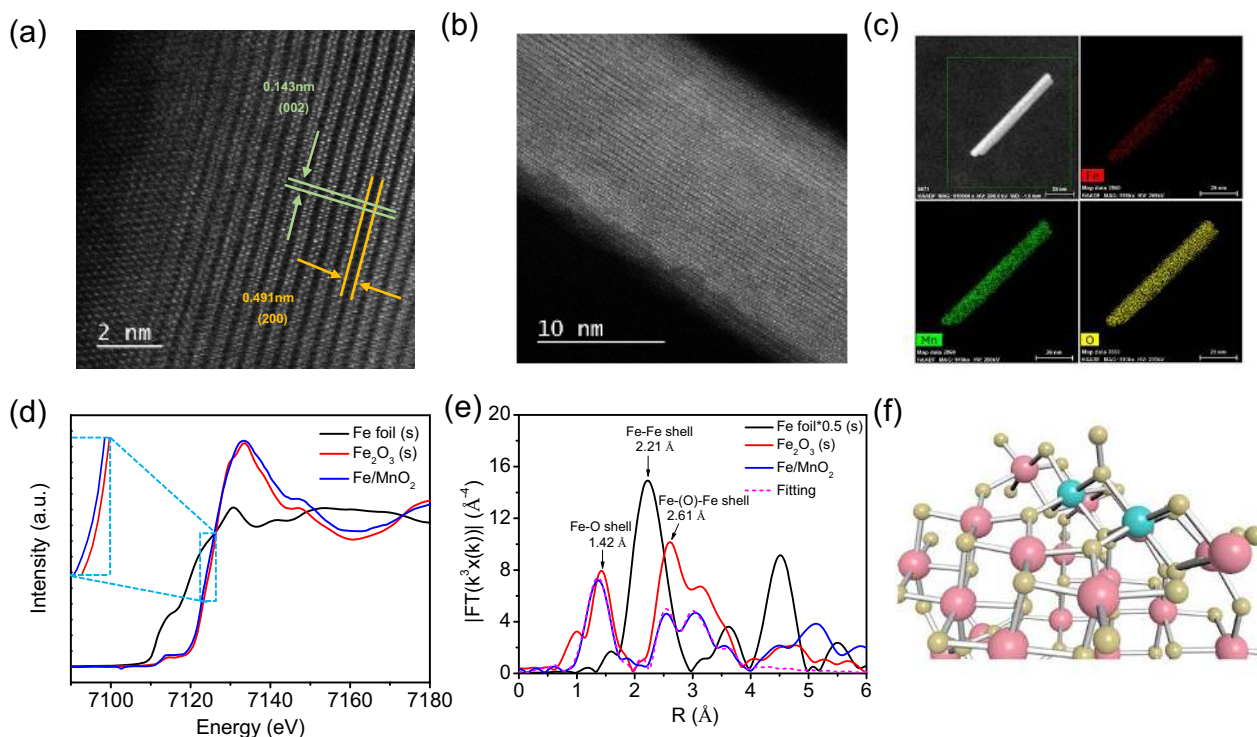 (a)
0.143nm
(002)
0.491nm
(200)
2 nm
(b)
10 nm
(c)
Fe
Mn
O
(d)
Intensity (a.u.)
Fe foil (s)
Fe₂O₃ (s)
Fe/MnO₂
7100 7120 7140 7160 7180
Energy (eV)
(e)
|FT(k³x(k))| (Å⁻⁴)
20
16
12
8
4
0
Fe-Fe shell
2.21 Å
Fe-(O)-Fe shell
2.61 Å
Fe-O shell
1.42 Å
Fe foil*0.5 (s)
Fe₂O₃ (s)
Fe/MnO₂
Fitting
0 1 2 3 4 5 6
R (Å)
(f)